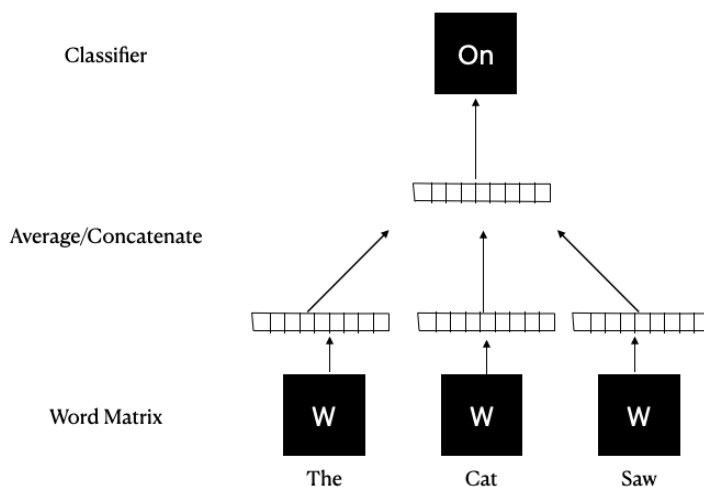 Classifier
On
Average/Concatenate
Word Matrix
W
W
W
The
Cat
Saw